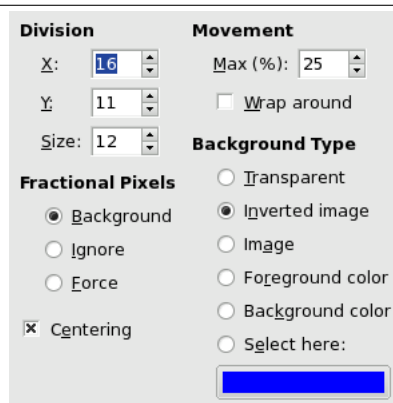 Division
X: 16
Y: 11
Size: 12
Fractional Pixels
Background
Ignore
Force
Centering
Movement
Max (%): 25
Wrap around
Background Type
Transparent
Inverted image
Image
Foreground color
Background color
Select here: